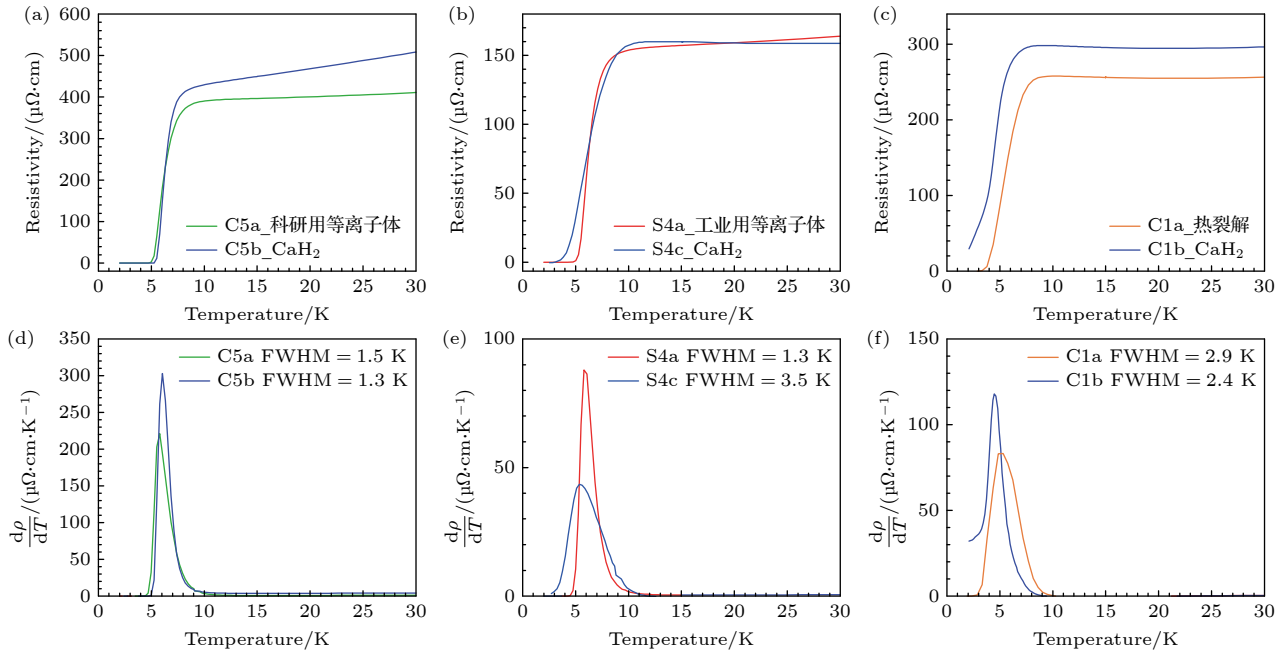 (a)
600
500
400
300
200
100
0
Resistivity/(μΩ·cm)
C5a_科研用等离子体
C5b_CaH₂
0 5 10 15 20 25 30
Temperature/K
(b)
150
100
50
0
Resistivity/(μΩ·cm)
S4a_工业用等离子体
S4c_CaH₂
0 5 10 15 20 25 30
Temperature/K
(c)
300
240
180
120
60
0
Resistivity/(μΩ·cm)
C1a_热裂解
C1b_CaH₂
0 5 10 15 20 25 30
Temperature/K
(d)
350
300
250
200
150
100
50
0
dρ/dT/(μΩ·cm·K⁻¹)
C5a FWHM = 1.5 K
C5b FWHM = 1.3 K
0 5 10 15 20 25 30
Temperature/K
(e)
100
50
0
dρ/dT/(μΩ·cm·K⁻¹)
S4a FWHM = 1.3 K
S4c FWHM = 3.5 K
0 5 10 15 20 25 30
Temperature/K
(f)
150
100
50
0
dρ/dT/(μΩ·cm·K⁻¹)
C1a FWHM = 2.9 K
C1b FWHM = 2.4 K
0 5 10 15 20 25 30
Temperature/K